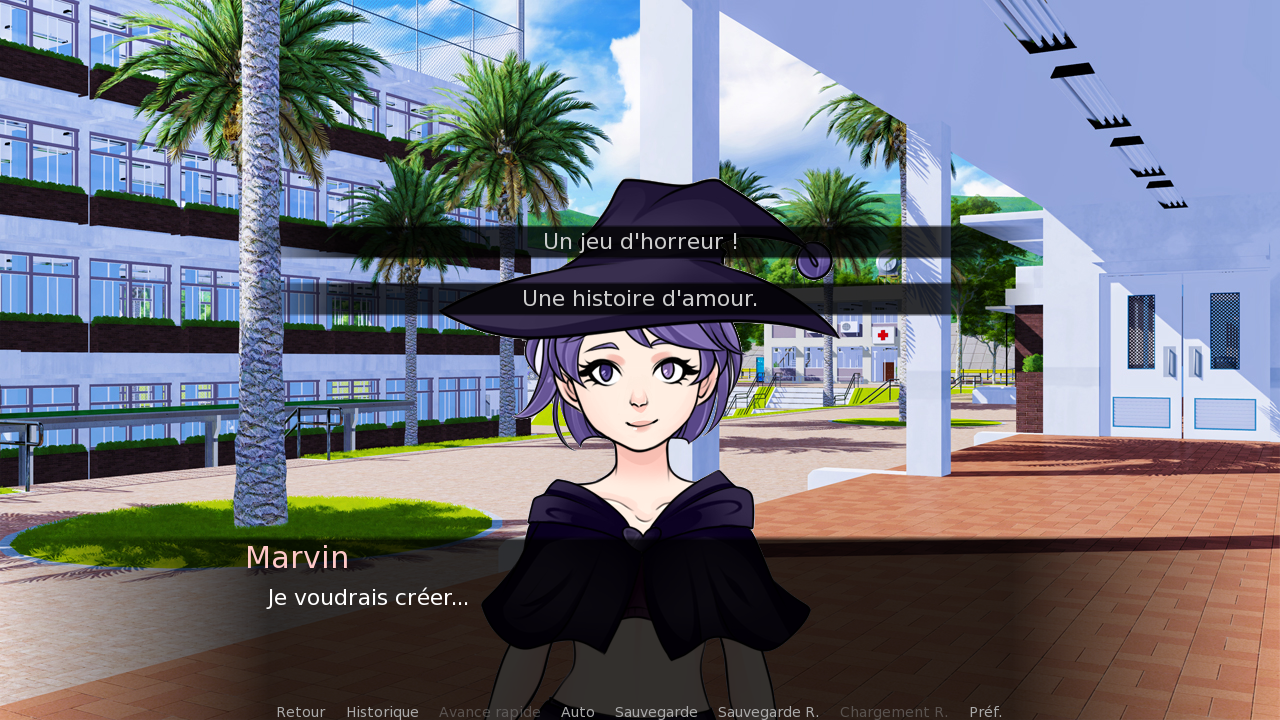 Un jeu d'horreur !
Une histoire d'amour.
Marvin
Je voudrais créer...
Retour Historique Avance rapide Auto Sauvegarde Sauvegarde R. Chargement R. Préf.